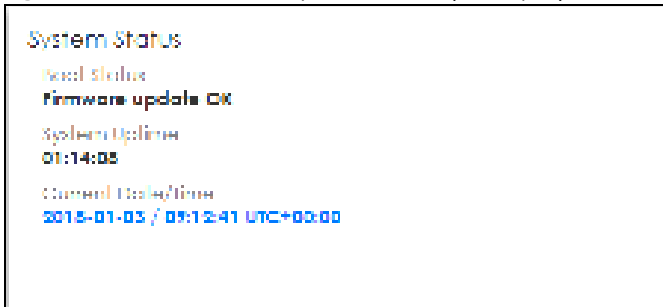 System Status
Boot Status
Firmware update OK
System Uptime
01:14:08
Current Date/Time
2018-01-03 / 09:12:41 UTC+00:00